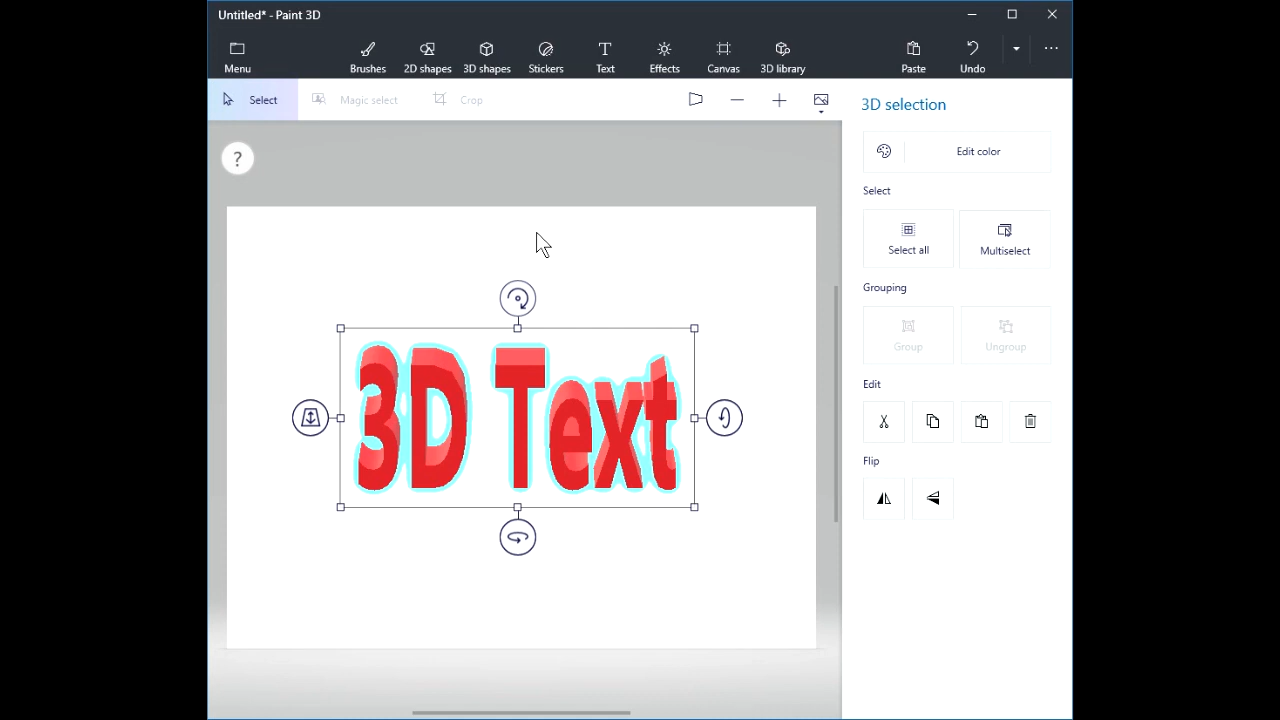 Untitled* - Paint 3D
Menu
Brushes
2D shapes
3D shapes
Stickers
Text
Effects
Canvas
3D library
Paste
Undo
Select
Magic select
Crop
3D selection
?
Edit color
Select
Select all
Multiselect
Grouping
Group
Ungroup
3D Text
Edit
Flip